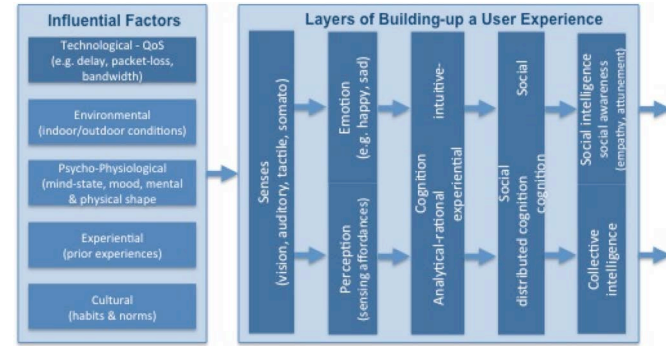 Influential Factors
Technological - QoS
(e.g. delay, packet-loss,
bandwidth)
Environmental
(indoor/outdoor conditions)
Psycho-Physiological
(mind-state, mood, mental
& physical shape
Experiential
(prior experiences)
Cultural
(habits & norms)
Layers of Building-up a User Experience
Senses
(vision, auditory, tactile, somato)
Emotion
(e.g. happy, sad)
Perception
(sensing affordances)
Cognition
Analytical-rational intuitive-
experiential
Social
Social
distributed cognition
cognition
Social intelligence
social awareness
(empathy, attunement)
Collective
intelligence